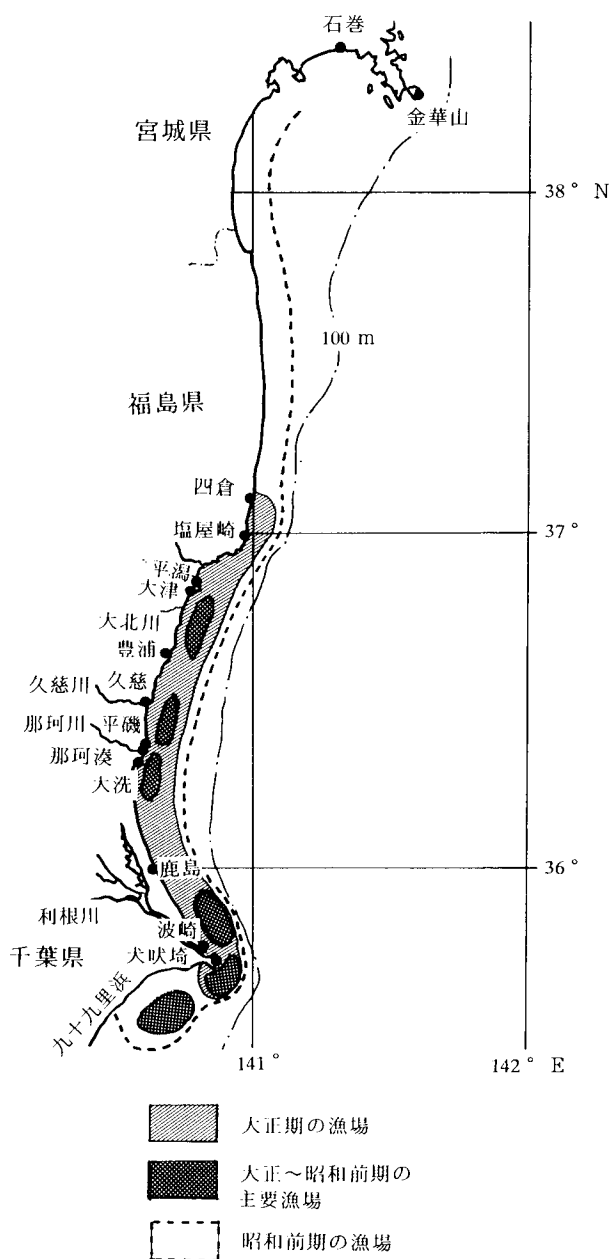 石巻
金華山
宮城県
38° N
100 m
福島県
四倉
37°
塩屋崎
平潟
大津
大北川
豊浦
久慈川 久慈
那珂川 平磯
那珂湊
大洗
36°
鹿島
利根川
波崎
千葉県
犬吠埼
九十九里浜
141°
142° E
大正期の漁場
大正〜昭和前期の
主要漁場
昭和前期の漁場